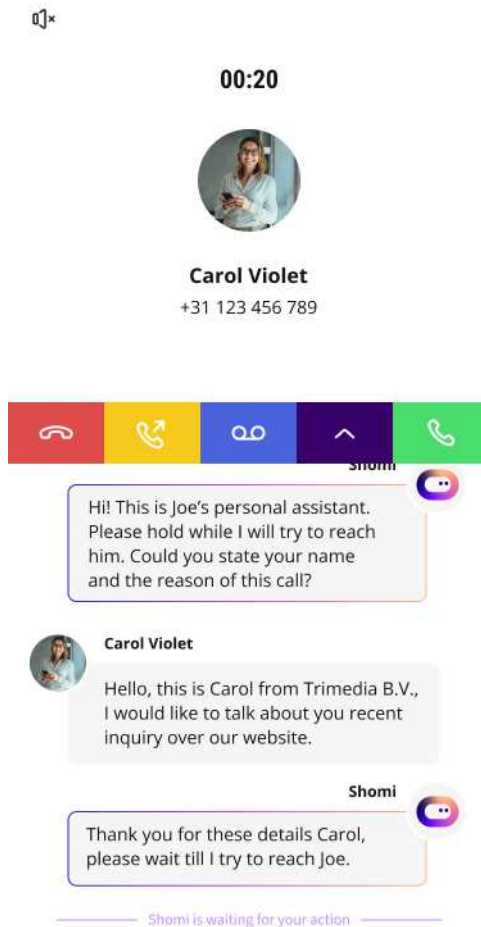 00:20
Carol Violet
+31 123 456 789
Shomi
Hi! This is Joe’s personal assistant.
Please hold while I will try to reach
him. Could you state your name
and the reason of this call?
Carol Violet
Hello, this is Carol from Trimedia B.V.,
I would like to talk about you recent
inquiry over our website.
Shomi
Thank you for these details Carol,
please wait till I try to reach Joe.
Shomi is waiting for your action